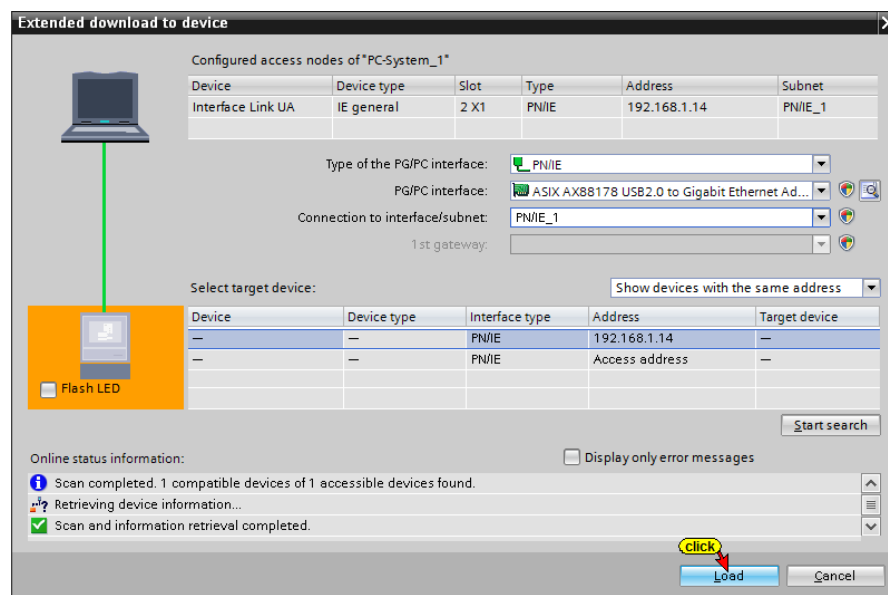 Extended download to device
Configured access nodes of "PC-System_1"
Device Device type Slot Type Address Subnet
Interface Link UA IE general 2 X1 PN/IE 192.168.1.14 PN/IE_1
Type of the PG/PC interface: PN/IE
PG/PC interface: ASIX AX88178 USB2.0 to Gigabit Ethernet Ad...
Connection to interface/subnet: PN/IE_1
1st gateway:
Select target device: Show devices with the same address
Device Device type Interface type Address Target device
— — PN/IE 192.168.1.14 —
— — PN/IE Access address —
Flash LED
Start search
Online status information: Display only error messages
Scan completed. 1 compatible devices of 1 accessible devices found.
Retrieving device information...
Scan and information retrieval completed.
click
Load Cancel